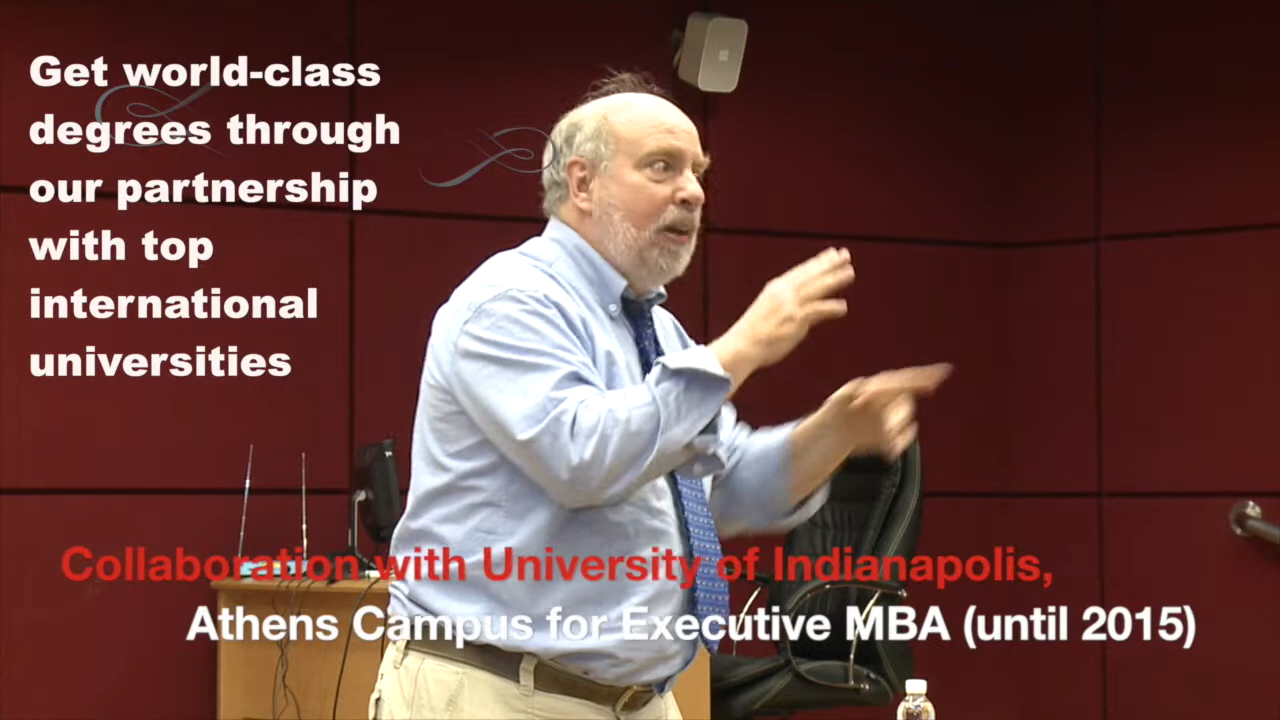 Get world-class
degrees through
our partnership
with top
international
universities
Collaboration with University of Indianapolis,
Athens Campus for Executive MBA (until 2015)